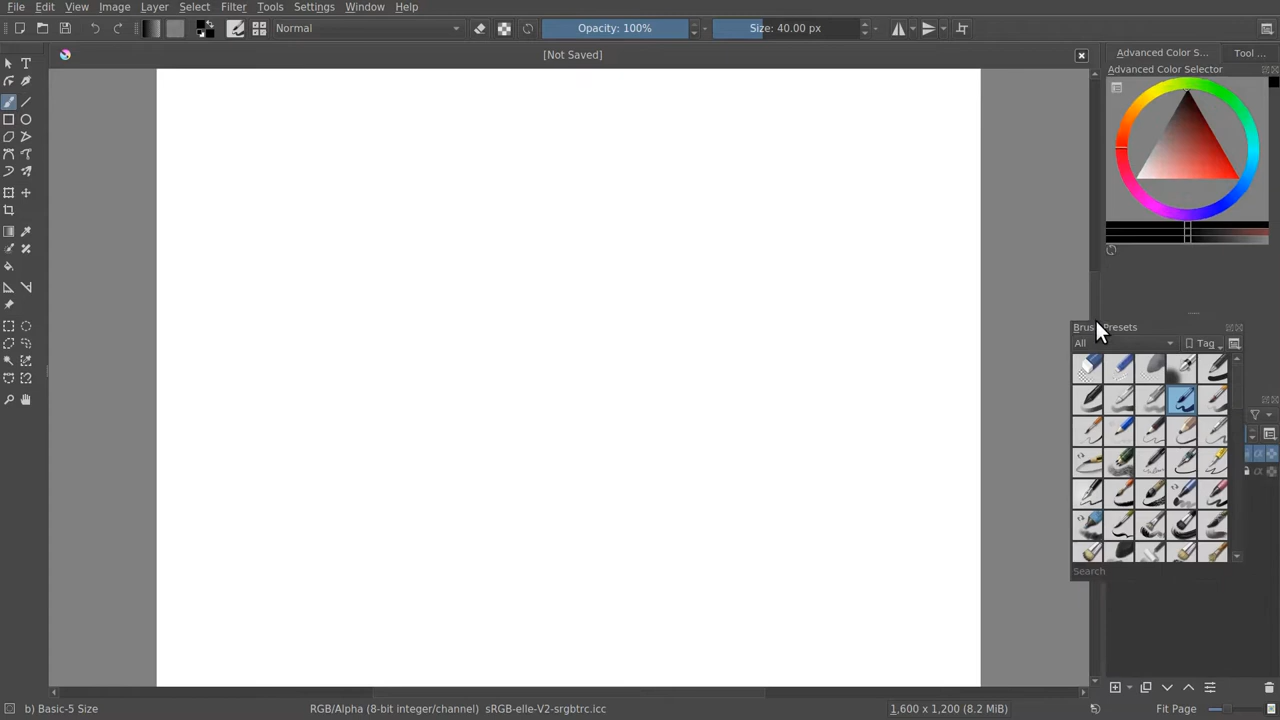 File Edit View Image Layer Select Filter Tools Settings Window Help
Normal Opacity: 100% Size: 40.00 px
[Not Saved]
Advanced Color S... Tool ...
Advanced Color Selector
Brush Presets
All Tag
Search
b) Basic-5 Size RGB/Alpha (8-bit integer/channel) sRGB-elle-V2-srgbtrc.icc 1,600 x 1,200 (8.2 MiB) Fit Page